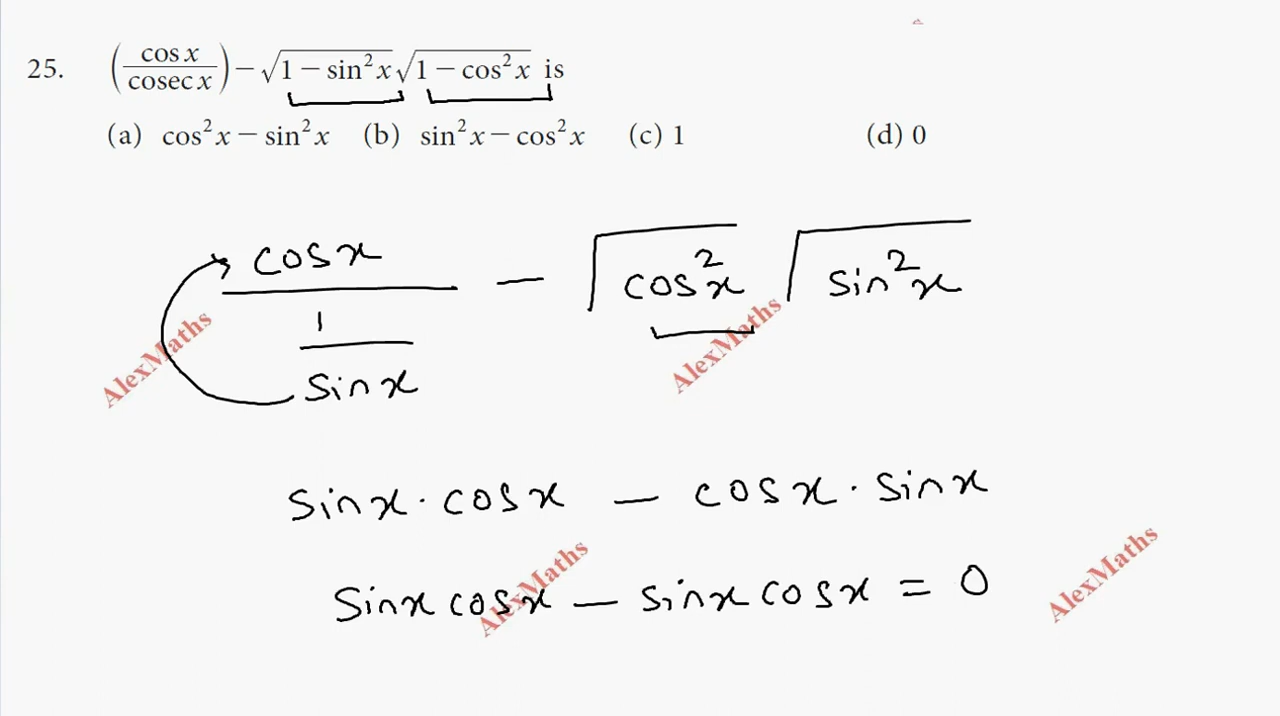 25. (cos x / cosec x) − √1 − sin²x √1 − cos²x is
(a) cos²x − sin²x (b) sin²x − cos²x (c) 1 (d) 0
cos x / (1 / sin x) − √cos²x √sin²x
AlexMaths
AlexMaths
sin x · cos x − cos x · sin x
sin x cos x − sin x cos x = 0
AlexMaths
AlexMaths